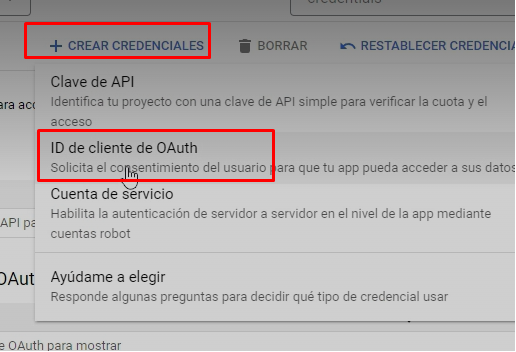 credentials
+ CREAR CREDENCIALES BORRAR RESTABLECER CREDENCIA
Clave de API
Identifica tu proyecto con una clave de API simple para verificar la cuota y el
acceso
ara acc
ID de cliente de OAuth
Solicita el consentimiento del usuario para que tu app pueda acceder a sus datos
Cuenta de servicio
Habilita la autenticación de servidor a servidor en el nivel de la app mediante
API pa
cuentas robot
OAut
Ayúdame a elegir
Responde algunas preguntas para decidir qué tipo de credencial usar
e OAuth para mostrar